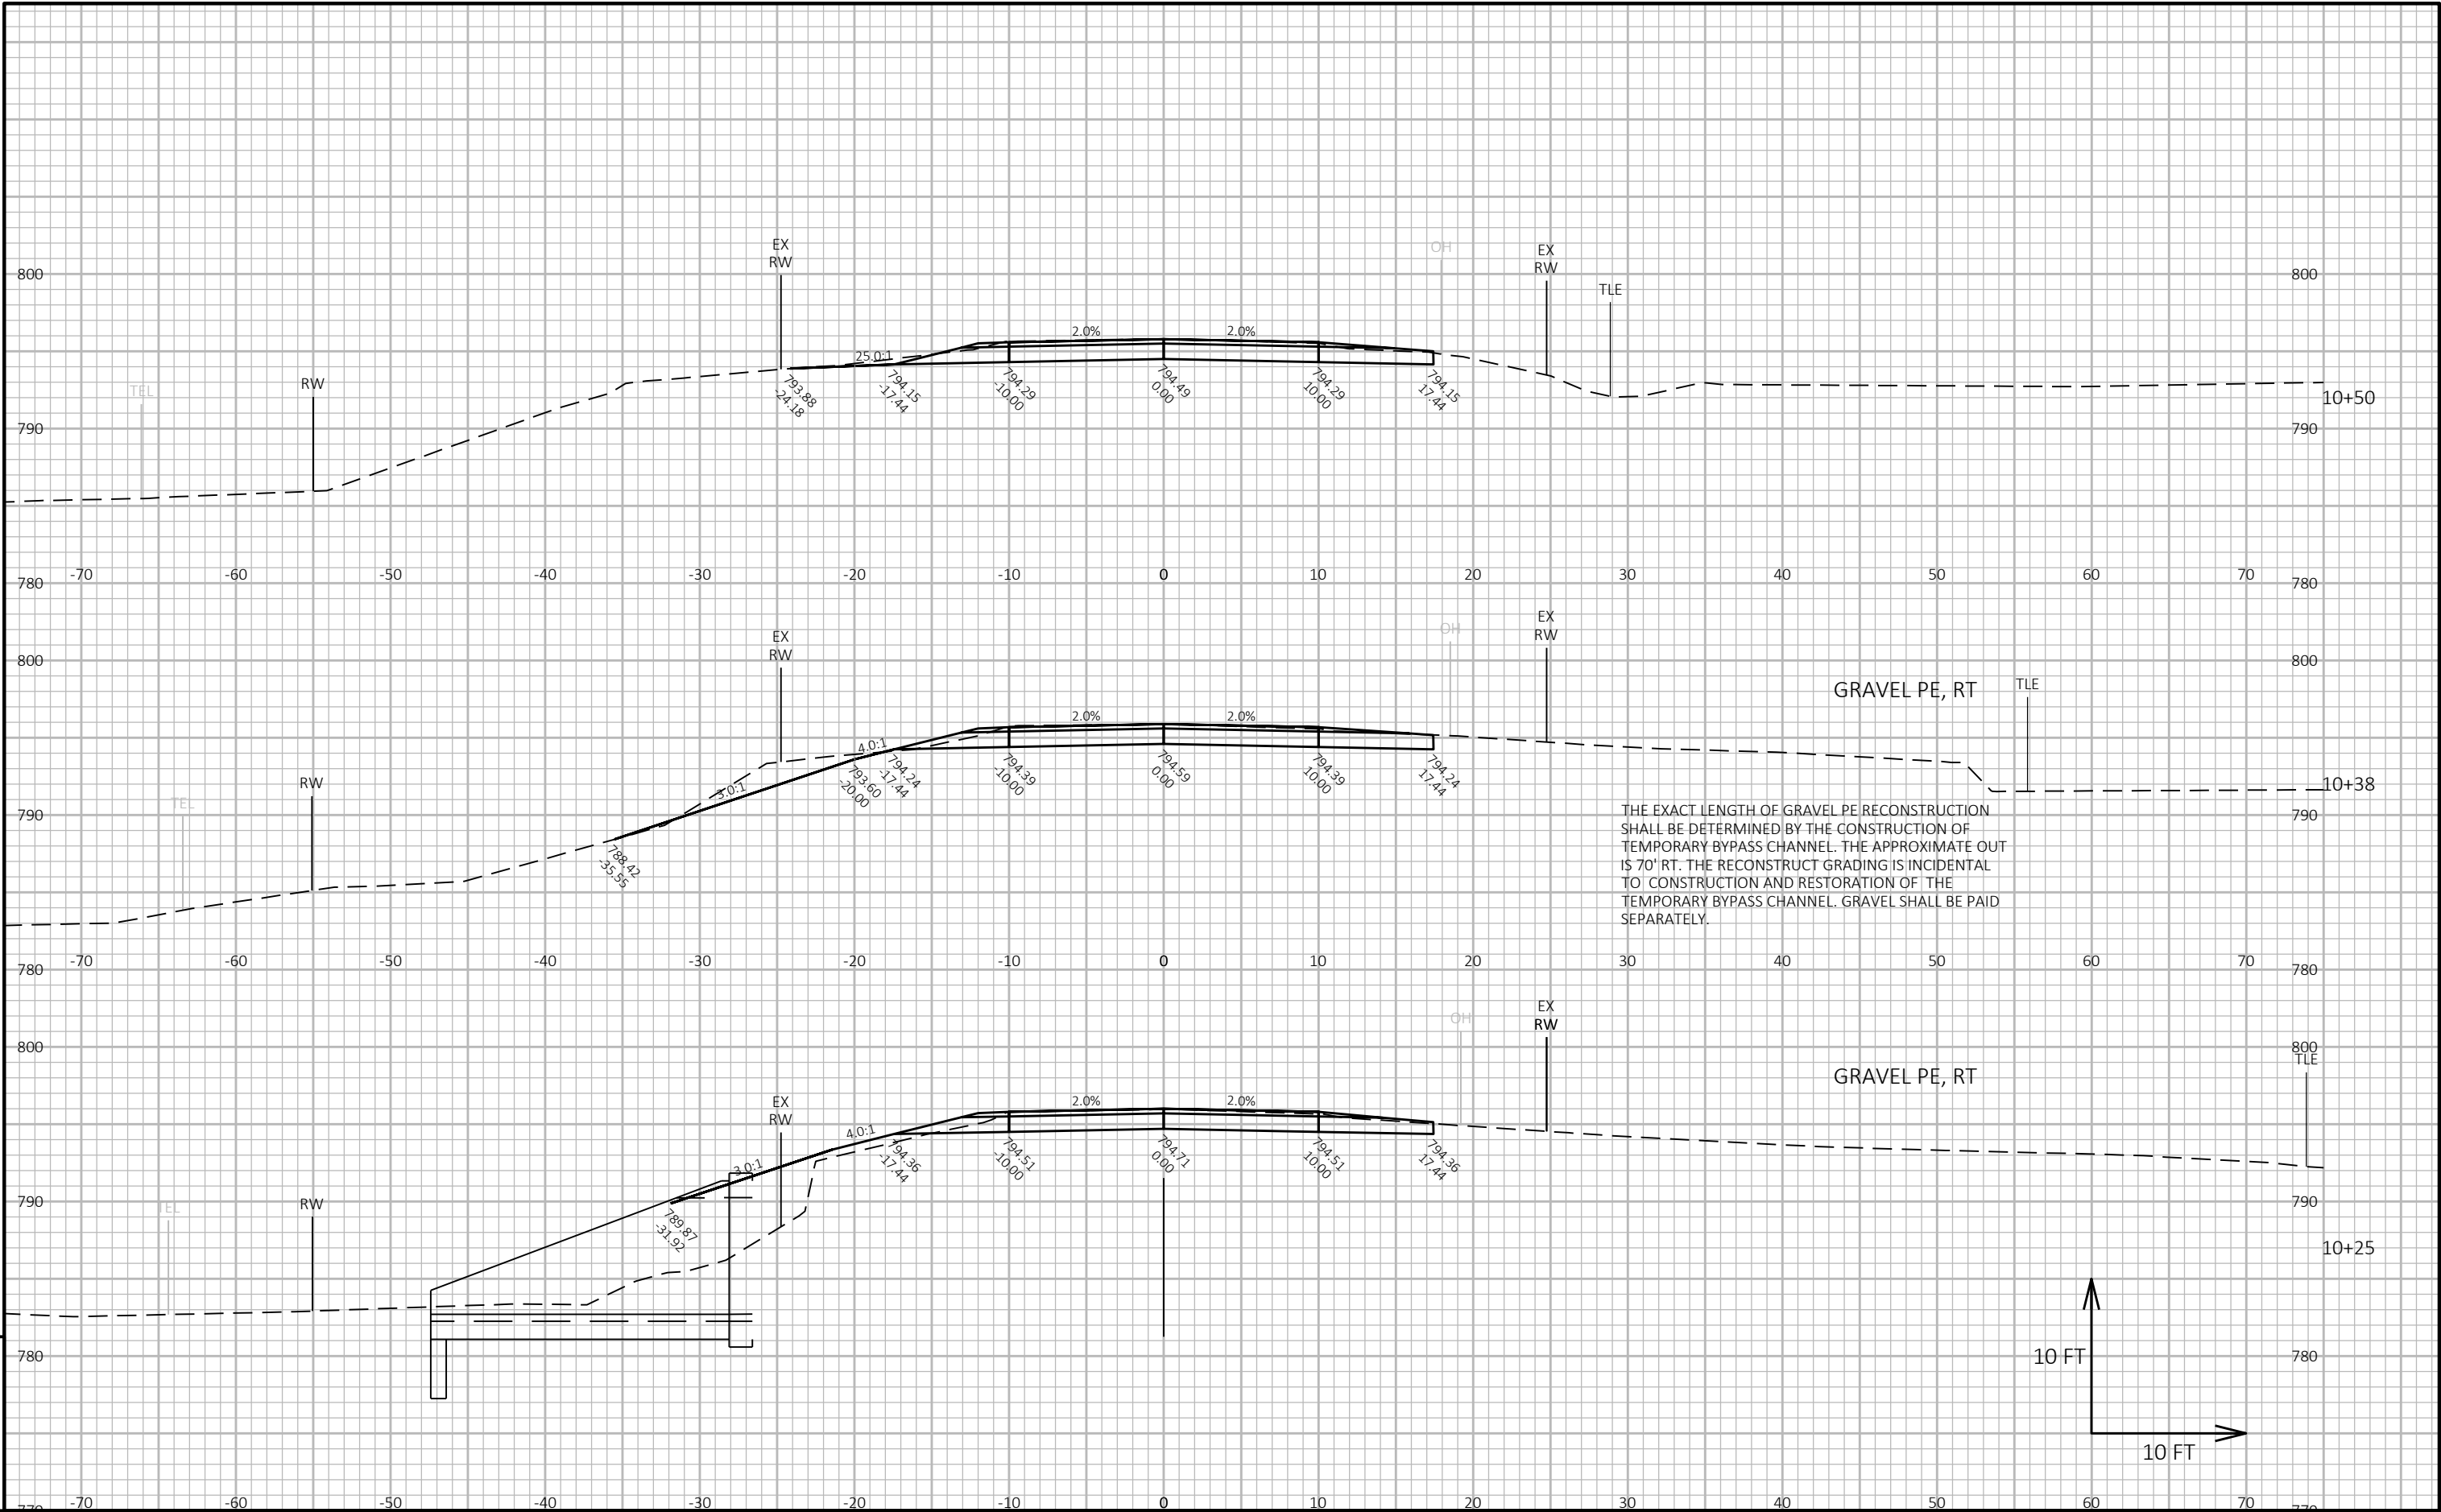 EX
RW
OH
EX
RW
800
800
TLE
2.0%
2.0%
25.0:1
RW
TEL
793.88
-24.18
794.15
-17.44
794.29
-10.00
794.49
0.00
794.29
10.00
794.15
17.44
10+50
790
790
780 -70 -60 -50 -40 -30 -20 -10 0 10 20 30 40 50 60 70 780
EX
RW
OH
EX
RW
800
800
GRAVEL PE, RT
TLE
2.0%
2.0%
4.0:1
3.0:1
RW
TEL
788.42
-35.55
793.60
-20.00
794.24
-17.44
794.39
-10.00
794.59
0.00
794.39
10.00
794.24
17.44
10+38
790
790
THE EXACT LENGTH OF GRAVEL PE RECONSTRUCTION
SHALL BE DETERMINED BY THE CONSTRUCTION OF
TEMPORARY BYPASS CHANNEL. THE APPROXIMATE OUT
IS 70' RT. THE RECONSTRUCT GRADING IS INCIDENTAL
TO CONSTRUCTION AND RESTORATION OF THE
TEMPORARY BYPASS CHANNEL. GRAVEL SHALL BE PAID
SEPARATELY.
780 -70 -60 -50 -40 -30 -20 -10 0 10 20 30 40 50 60 70 780
EX
RW
OH
800
800
TLE
GRAVEL PE, RT
EX
RW
2.0%
2.0%
4.0:1
3.0:1
RW
TEL
789.87
-31.92
794.36
-17.44
794.51
-10.00
794.71
0.00
794.51
10.00
794.36
17.44
790
790
10+25
780
780
10 FT
10 FT
770 -70 -60 -50 -40 -30 -20 -10 0 10 20 30 40 50 60 70 770